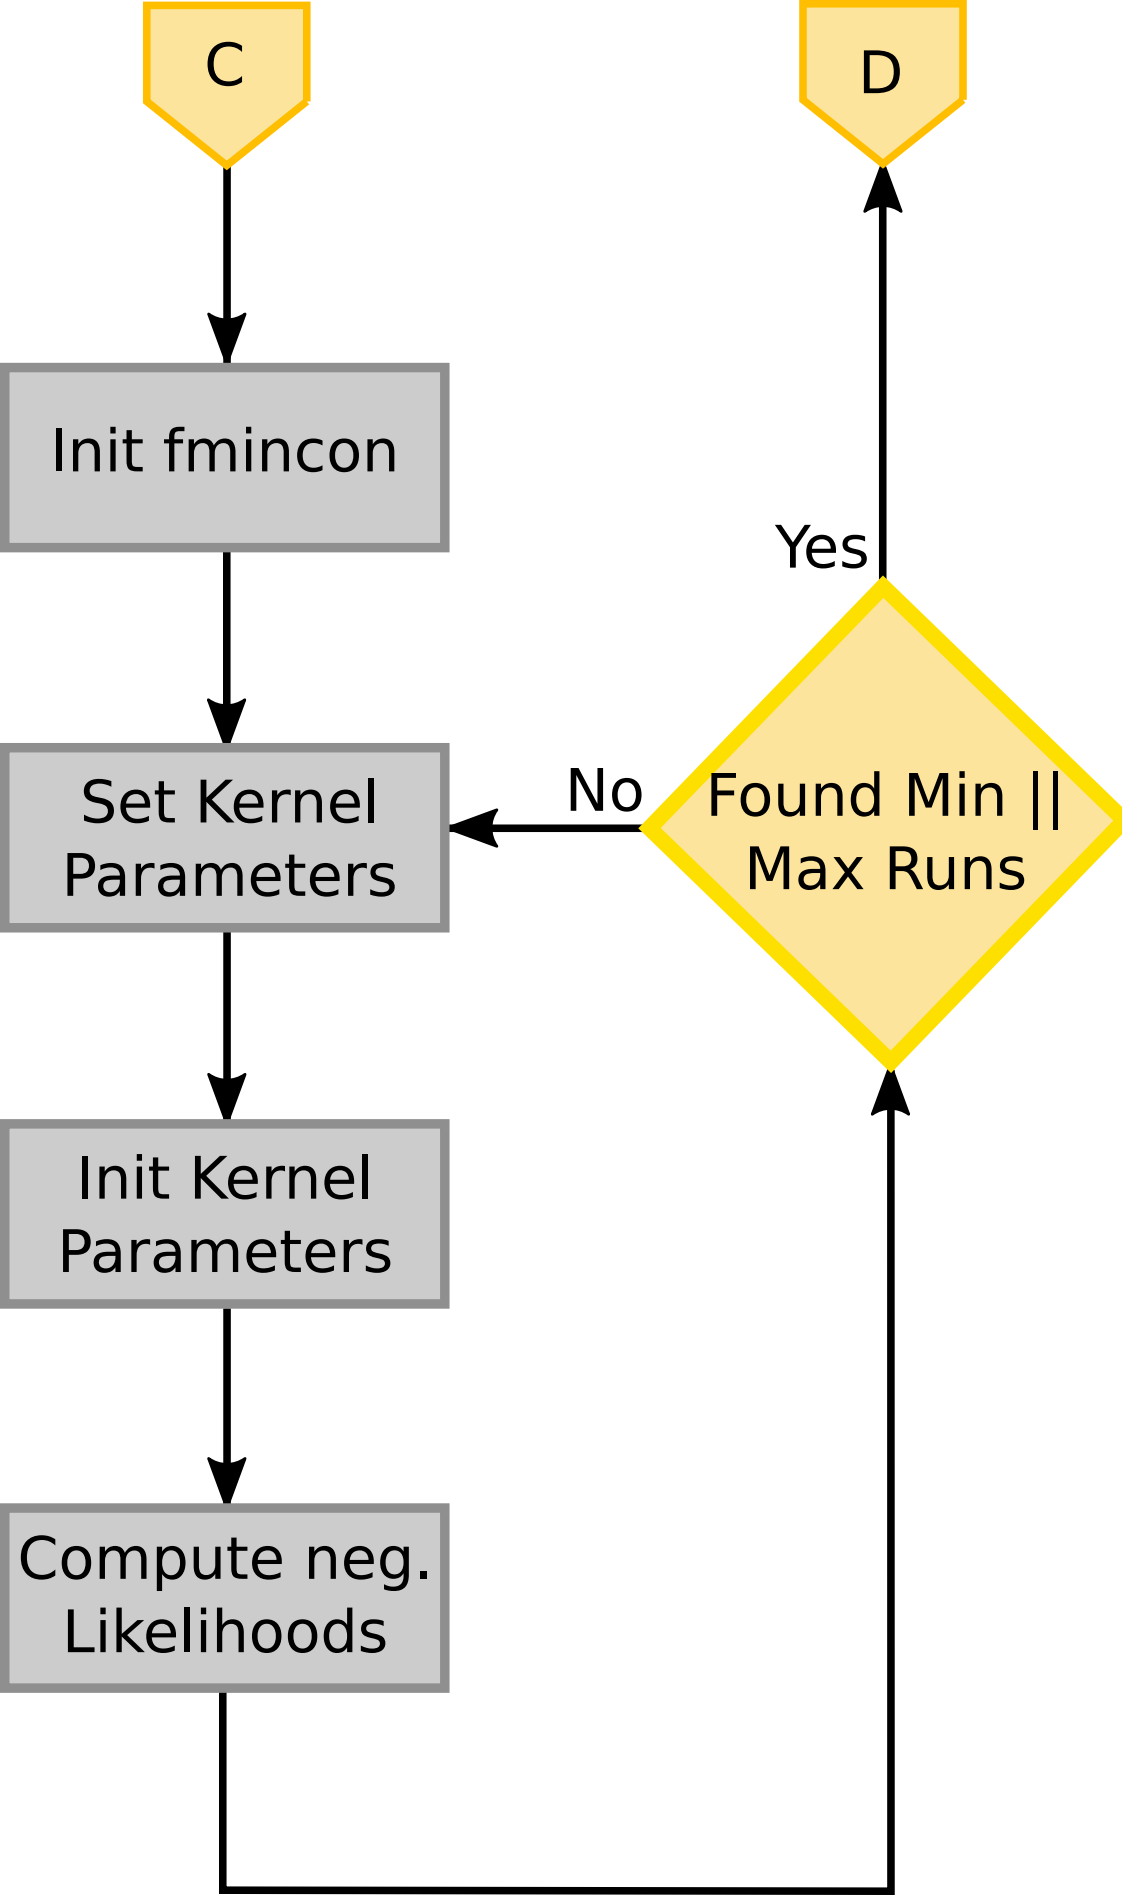 C
D
Init fmincon
Yes
Set Kernel
Parameters
No
Found Min ||
Max Runs
Init Kernel
Parameters
Compute neg.
Likelihoods